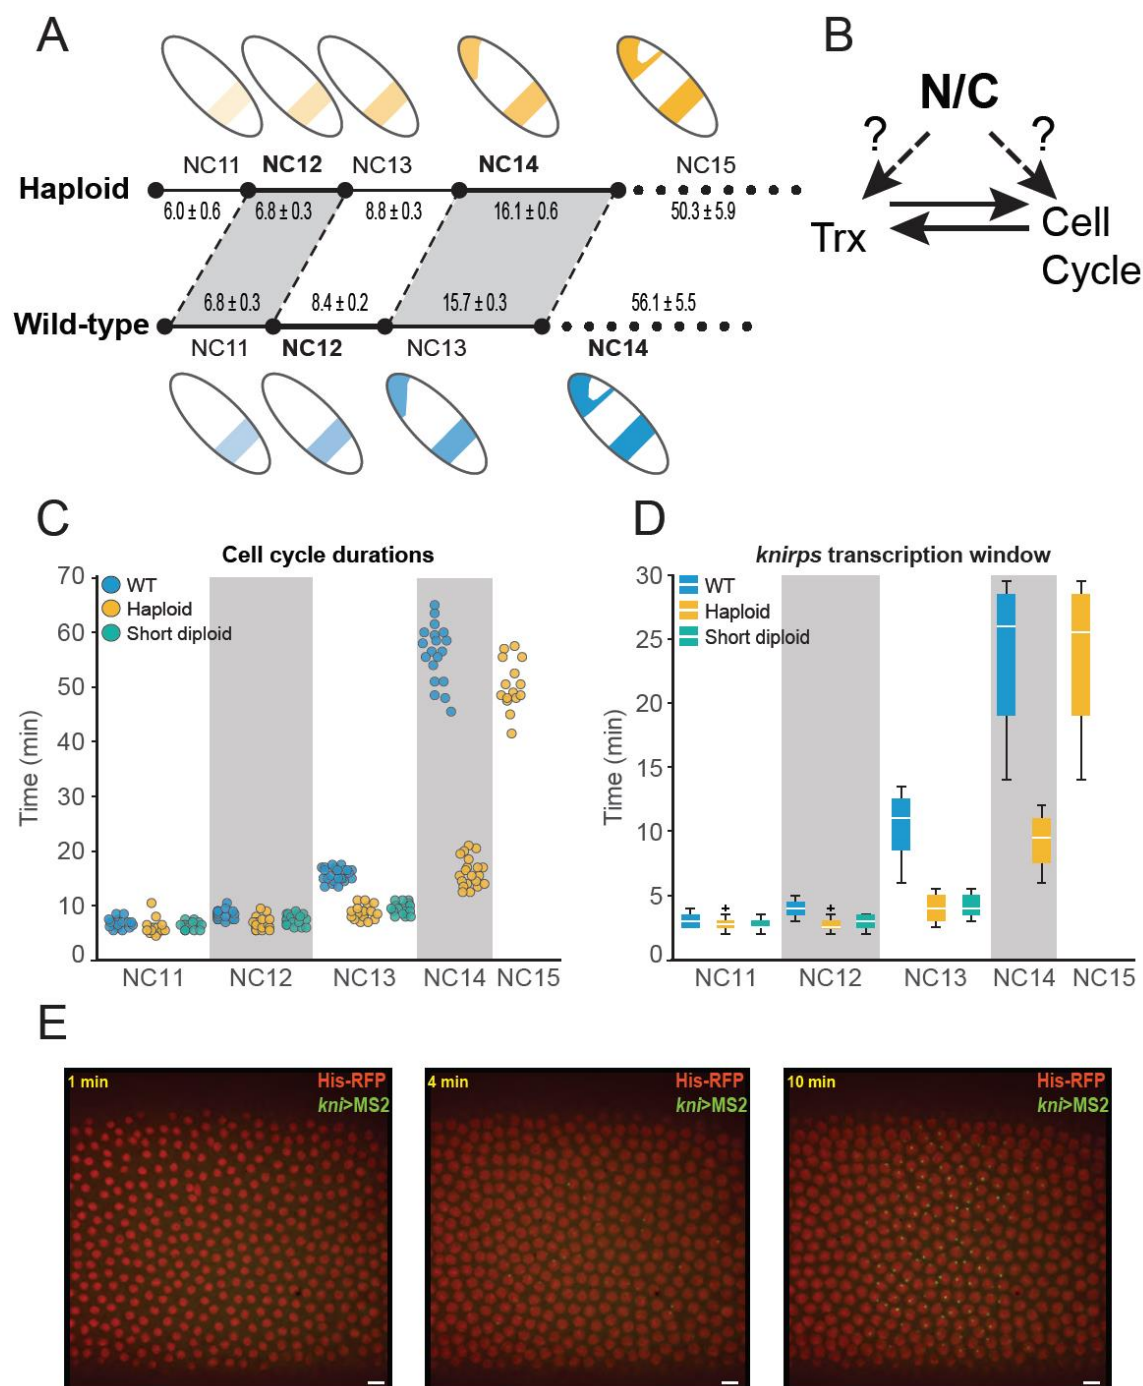 A
B
NC11 NC12 NC13 NC14 NC15
Haploid
6.0 ± 0.6 6.8 ± 0.3 8.8 ± 0.3 16.1 ± 0.6 50.3 ± 5.9
6.8 ± 0.3 8.4 ± 0.2 15.7 ± 0.3 56.1 ± 5.5
Wild-type
NC11 NC12 NC13 NC14
N/C
? ?
Trx
Cell
Cycle
C
Cell cycle durations
WT
Haploid
Short diploid
Time (min)
70
60
50
40
30
20
10
0
NC11 NC12 NC13 NC14 NC15
D
knirps transcription window
WT
Haploid
Short diploid
Time (min)
30
25
20
15
10
5
0
NC11 NC12 NC13 NC14 NC15
E
1 min
His-RFP
kni>MS2
4 min
His-RFP
kni>MS2
10 min
His-RFP
kni>MS2